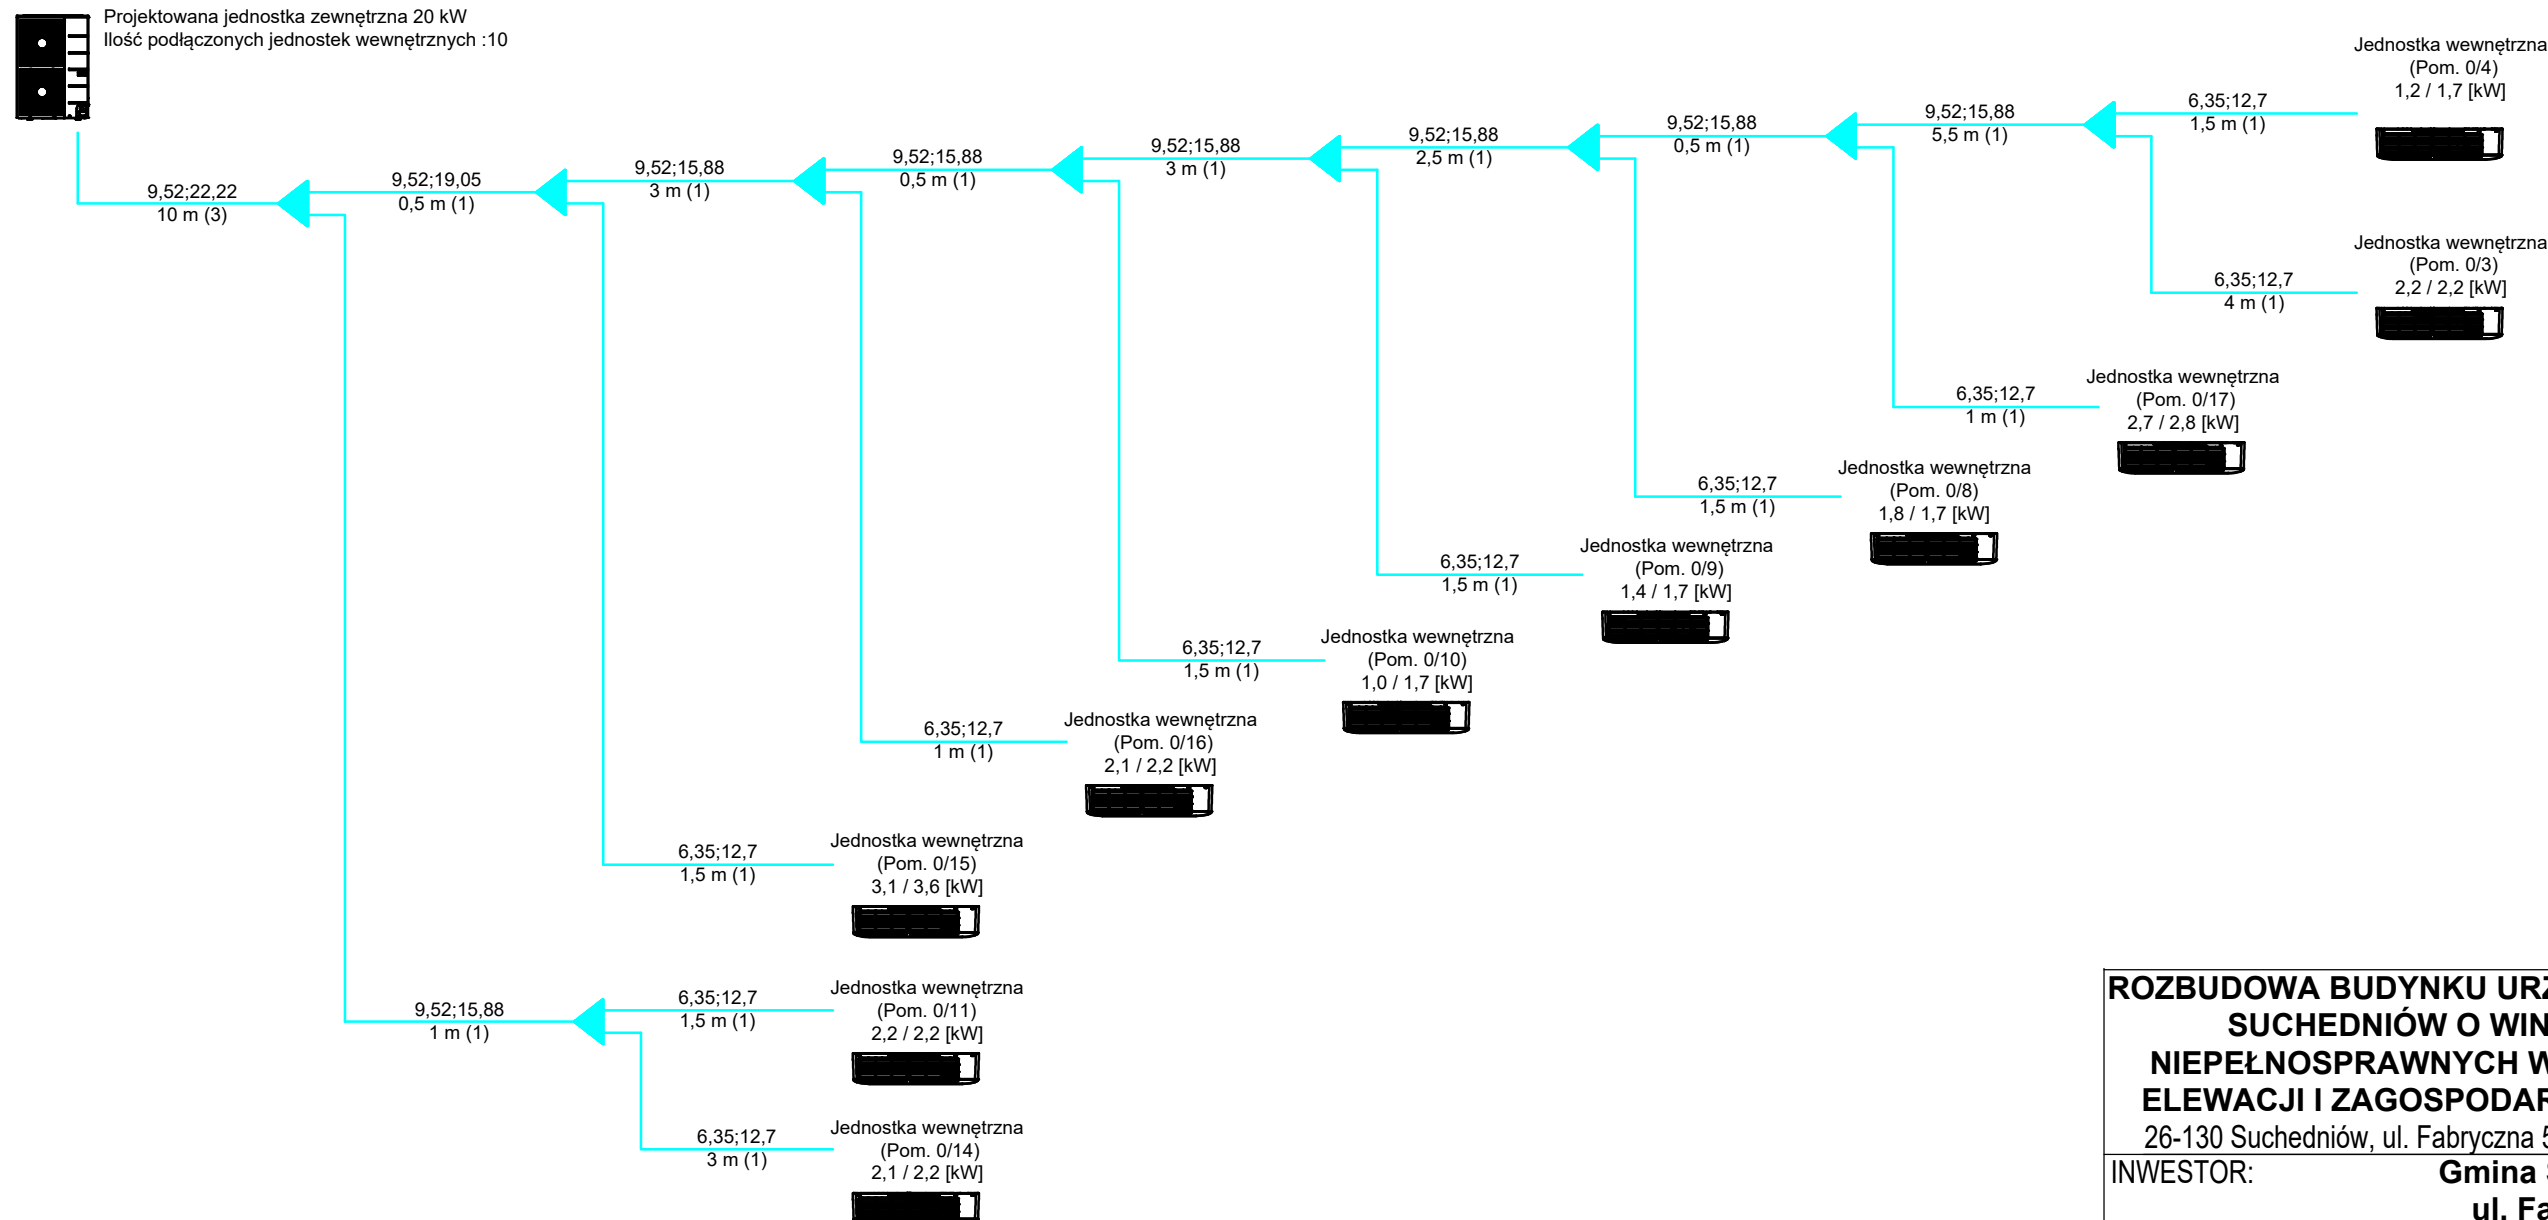 Projektowana jednostka zewnętrzna 20 kW
Ilość podłączonych jednostek wewnętrznych :10
9,52;22,22
10 m (3)
9,52;19,05
0,5 m (1)
9,52;15,88
3 m (1)
9,52;15,88
0,5 m (1)
9,52;15,88
3 m (1)
9,52;15,88
2,5 m (1)
9,52;15,88
0,5 m (1)
9,52;15,88
5,5 m (1)
6,35;12,7
1,5 m (1)
Jednostka wewnętrzna
(Pom. 0/4)
1,2 / 1,7 [kW]
6,35;12,7
4 m (1)
Jednostka wewnętrzna
(Pom. 0/3)
2,2 / 2,2 [kW]
6,35;12,7
1 m (1)
Jednostka wewnętrzna
(Pom. 0/17)
2,7 / 2,8 [kW]
6,35;12,7
1,5 m (1)
Jednostka wewnętrzna
(Pom. 0/8)
1,8 / 1,7 [kW]
6,35;12,7
1,5 m (1)
Jednostka wewnętrzna
(Pom. 0/9)
1,4 / 1,7 [kW]
6,35;12,7
1,5 m (1)
Jednostka wewnętrzna
(Pom. 0/10)
1,0 / 1,7 [kW]
6,35;12,7
1 m (1)
Jednostka wewnętrzna
(Pom. 0/16)
2,1 / 2,2 [kW]
6,35;12,7
1,5 m (1)
Jednostka wewnętrzna
(Pom. 0/15)
3,1 / 3,6 [kW]
9,52;15,88
1 m (1)
6,35;12,7
1,5 m (1)
Jednostka wewnętrzna
(Pom. 0/11)
2,2 / 2,2 [kW]
6,35;12,7
3 m (1)
Jednostka wewnętrzna
(Pom. 0/14)
2,1 / 2,2 [kW]
ROZBUDOWA BUDYNKU URZ
SUCHEDNIÓW O WIN
NIEPEŁNOSPRAWNYCH W
ELEWACJI I ZAGOSPODAR
26-130 Suchedniów, ul. Fabryczna 5
INWESTOR: Gmina S
ul. Fa